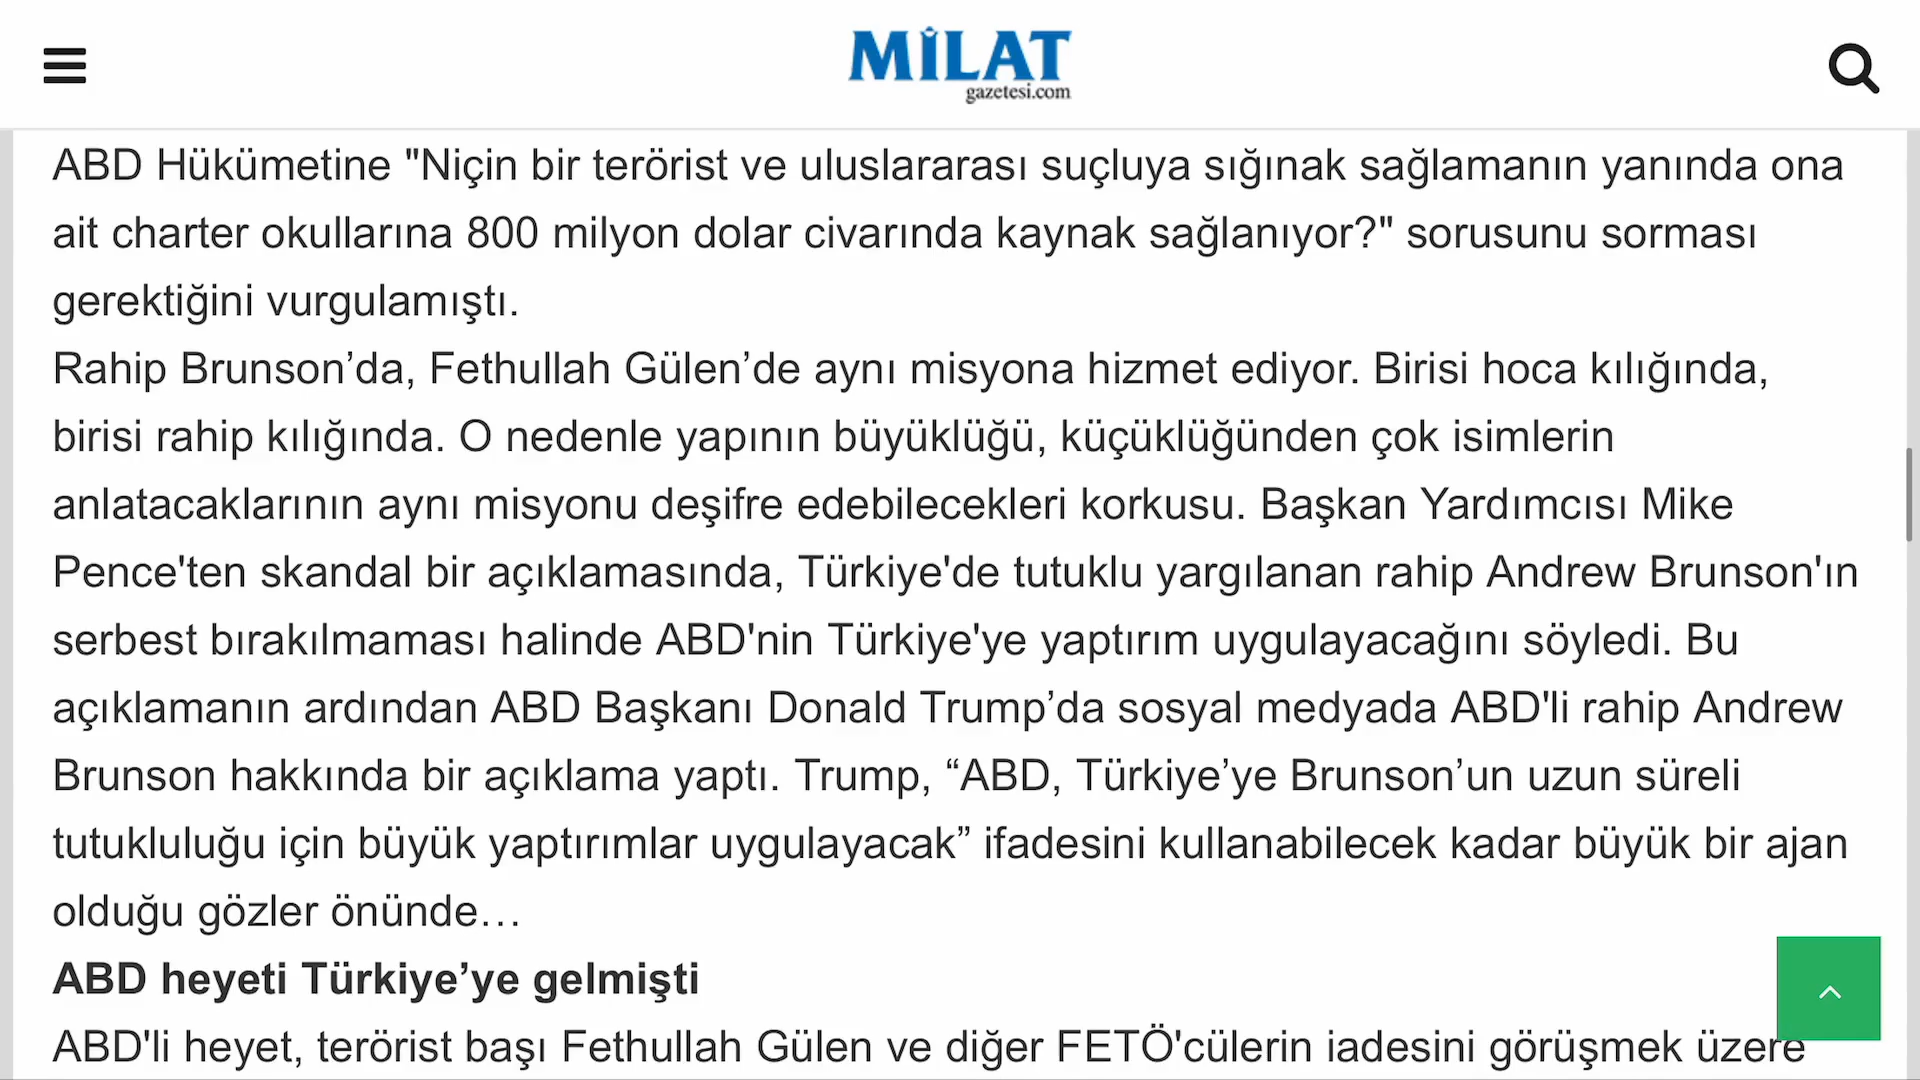 MİLAT
gazetesi.com
ABD Hükümetine "Niçin bir terörist ve uluslararası suçluya sığınak sağlamanın yanında ona
ait charter okullarına 800 milyon dolar civarında kaynak sağlanıyor?" sorusunu sorması
gerektiğini vurgulamıştı.
Rahip Brunson’da, Fethullah Gülen’de aynı misyona hizmet ediyor. Birisi hoca kılığında,
birisi rahip kılığında. O nedenle yapının büyüklüğü, küçüklüğünden çok isimlerin
anlatacaklarının aynı misyonu deşifre edebilecekleri korkusu. Başkan Yardımcısı Mike
Pence'ten skandal bir açıklamasında, Türkiye'de tutuklu yargılanan rahip Andrew Brunson'ın
serbest bırakılmaması halinde ABD'nin Türkiye'ye yaptırım uygulayacağını söyledi. Bu
açıklamanın ardından ABD Başkanı Donald Trump’da sosyal medyada ABD'li rahip Andrew
Brunson hakkında bir açıklama yaptı. Trump, “ABD, Türkiye’ye Brunson’un uzun süreli
tutukluluğu için büyük yaptırımlar uygulayacak” ifadesini kullanabilecek kadar büyük bir ajan
olduğu gözler önünde…
ABD heyeti Türkiye’ye gelmişti
ABD'li heyet, terörist başı Fethullah Gülen ve diğer FETÖ'cülerin iadesini görüşmek üzere